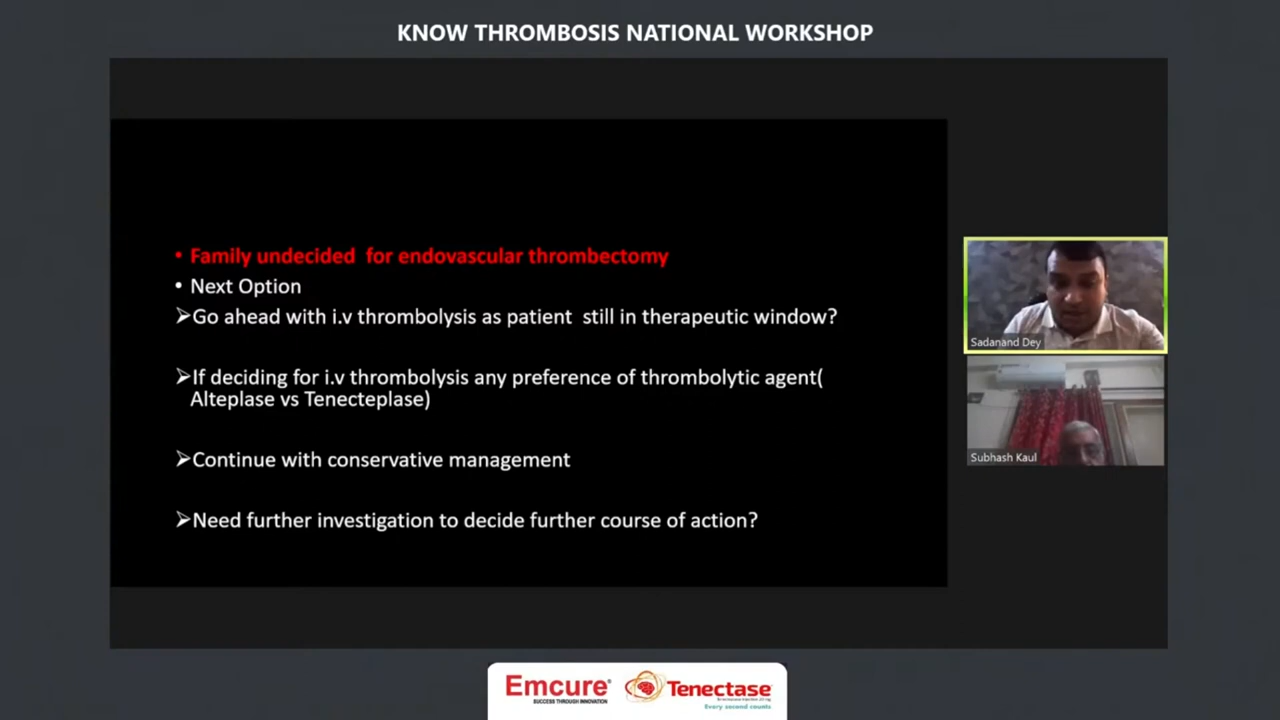 KNOW THROMBOSIS NATIONAL WORKSHOP
• Family undecided for endovascular thrombectomy
• Next Option
➢Go ahead with i.v thrombolysis as patient still in therapeutic window?
➢If deciding for i.v thrombolysis any preference of thrombolytic agent(
Alteplase vs Tenecteplase)
➢Continue with conservative management
➢Need further investigation to decide further course of action?
Sadanand Dey
Subhash Kaul
Emcure®
SUCCESS THROUGH INNOVATION
Tenectase
Every second counts